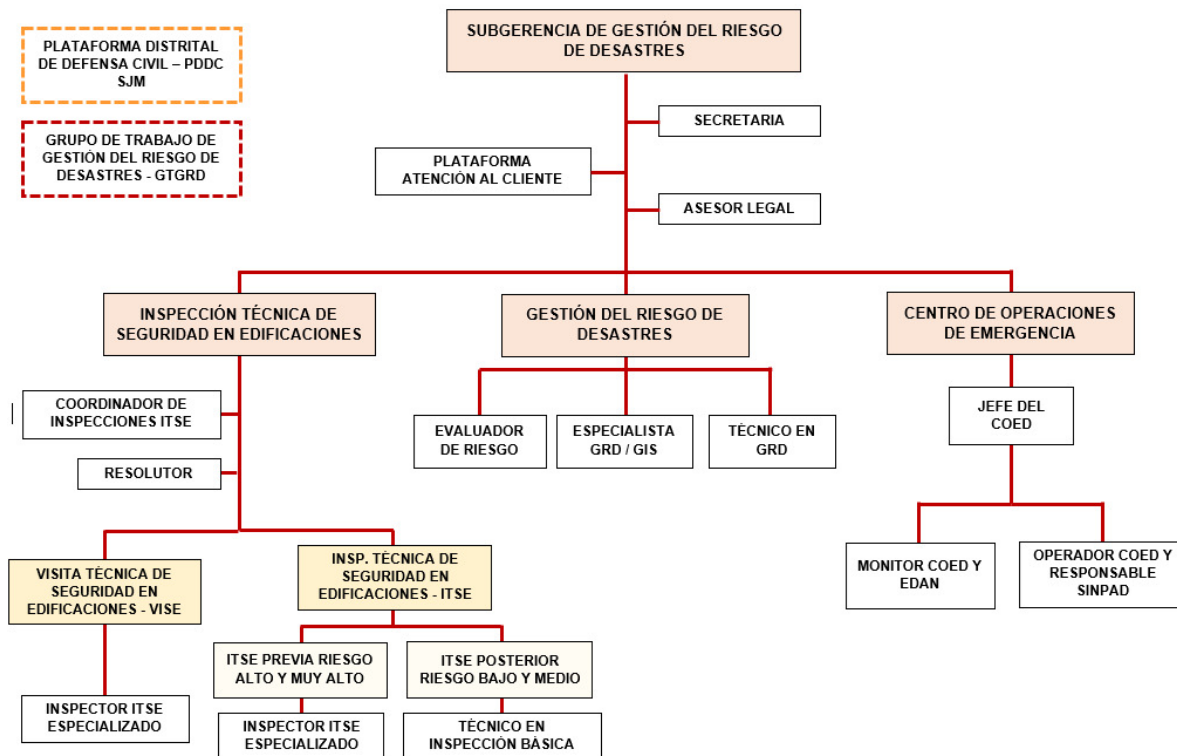 SUBGERENCIA DE GESTIÓN DEL RIESGO
DE DESASTRES
PLATAFORMA DISTRITAL
DE DEFENSA CIVIL – PDDC
SJM
GRUPO DE TRABAJO DE
GESTIÓN DEL RIESGO DE
DESASTRES - GTGRD
SECRETARIA
PLATAFORMA
ATENCIÓN AL CLIENTE
ASESOR LEGAL
INSPECCIÓN TÉCNICA DE
SEGURIDAD EN EDIFICACIONES
GESTIÓN DEL RIESGO DE
DESASTRES
CENTRO DE OPERACIONES
DE EMERGENCIA
COORDINADOR DE
INSPECCIONES ITSE
RESOLUTOR
EVALUADOR
DE RIESGO
ESPECIALISTA
GRD / GIS
TÉCNICO EN
GRD
JEFE DEL
COED
VISITA TÉCNICA DE
SEGURIDAD EN
EDIFICACIONES - VISE
INSP. TÉCNICA DE
SEGURIDAD EN
EDIFICACIONES - ITSE
MONITOR COED Y
EDAN
OPERADOR COED Y
RESPONSABLE
SINPAD
ITSE PREVIA RIESGO
ALTO Y MUY ALTO
ITSE POSTERIOR
RIESGO BAJO Y MEDIO
INSPECTOR ITSE
ESPECIALIZADO
INSPECTOR ITSE
ESPECIALIZADO
TÉCNICO EN
INSPECCIÓN BÁSICA